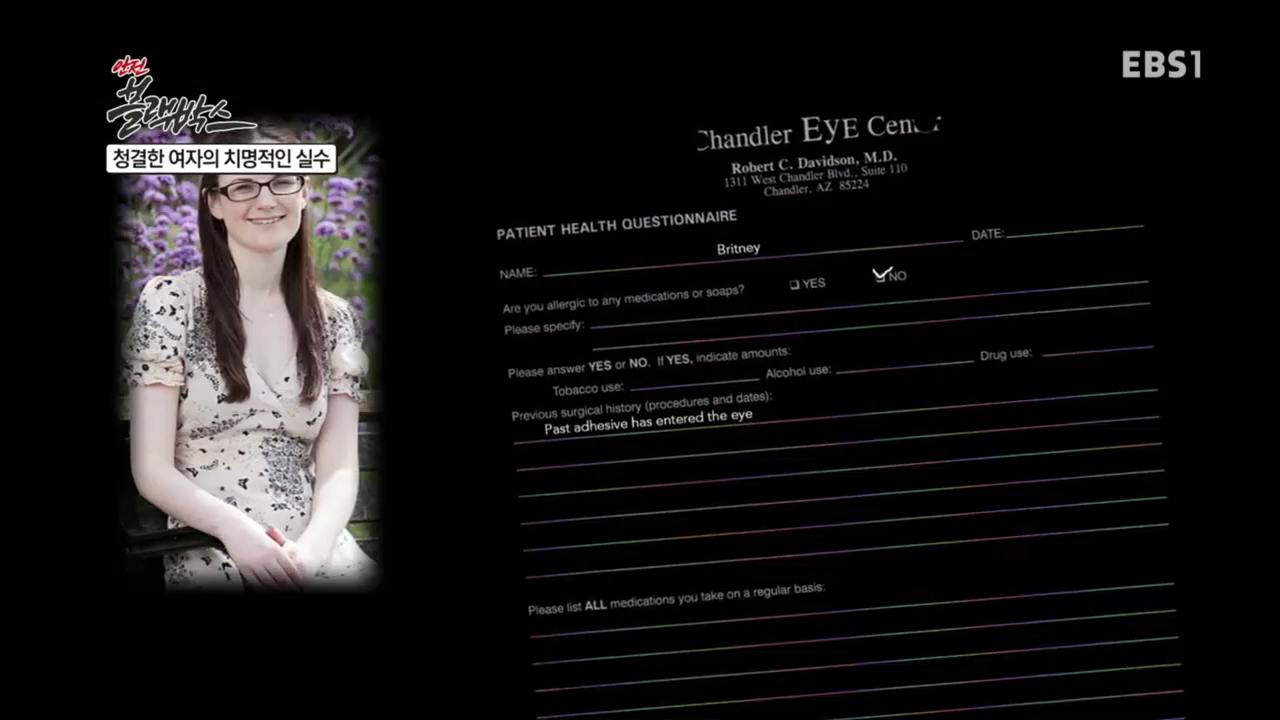 안전
블랙박스
청결한 여자의 치명적인 실수
EBS1
Chandler EyE Center
Robert C. Davidson, M.D.
1311 West Chandler Blvd., Suite 110
Chandler, AZ 85224
PATIENT HEALTH QUESTIONNAIRE
NAME: Britney DATE:
Are you allergic to any medications or soaps? YES NO
Please specify:
Please answer YES or NO. If YES, indicate amounts:
Tobacco use: Alcohol use: Drug use:
Previous surgical history (procedures and dates):
Past adhesive has entered the eye
Please list ALL medications you take on a regular basis: